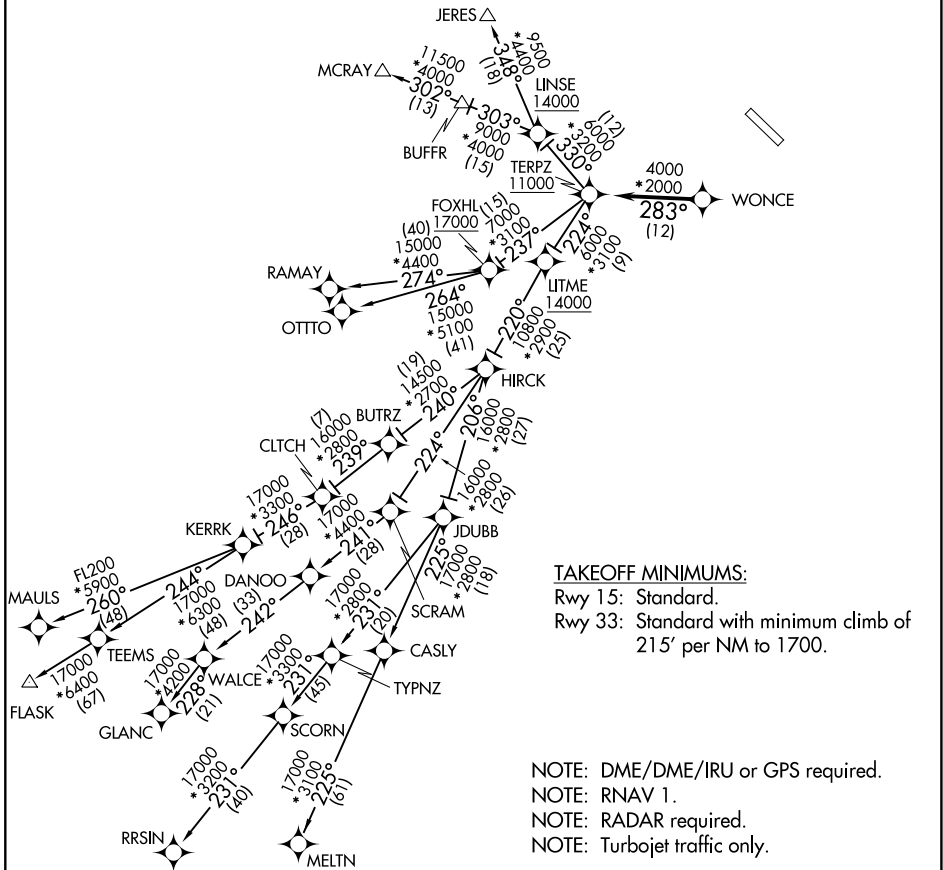 JERES
9500
*4400
348°
(18)
MCRAY
11500
*4000
302°
(13)
BUFFR
303°
9000
*4000
(15)
LINSE
14000
(12)
6000
*3200
330°
TERPZ
11000
4000
*2000
283°
(12)
WONCE
FOXHL
17000
(15)
7000
*3100
237°
224°
6000
*3100
(9)
LITME
14000
(40)
15000
*4400
274°
RAMAY
OTTTO
264°
15000
*5100
(41)
220°
10800
*2900
(25)
HIRCK
(19)
14500
*2700
240°
BUTRZ
206°
16000
*2800
(27)
224°
16000
*2800
(26)
(7)
16000
*2800
239°
CLTCH
17000
*3300
246°
(28)
KERRK
17000
*4400
241°
(28)
SCRAM
JDUBB
225°
17000
*2800
(18)
17000
*2800
231°
(20)
FL200
*5900
260°
(48)
MAULS
244°
17000
*6300
(48)
TEEMS
17000
*6400
(67)
FLASK
DANOO
(33)
242°
WALCE
17000
*4200
228°
(21)
GLANC
17000
*3300
231°
(45)
TYPNZ
CASLY
SCORN
17000
*3200
231°
(40)
RRSIN
17000
*3100
225°
(61)
MELTN
TAKEOFF MINIMUMS:
Rwy 15: Standard.
Rwy 33: Standard with minimum climb of
215' per NM to 1700.
NOTE: DME/DME/IRU or GPS required.
NOTE: RNAV 1.
NOTE: RADAR required.
NOTE: Turbojet traffic only.